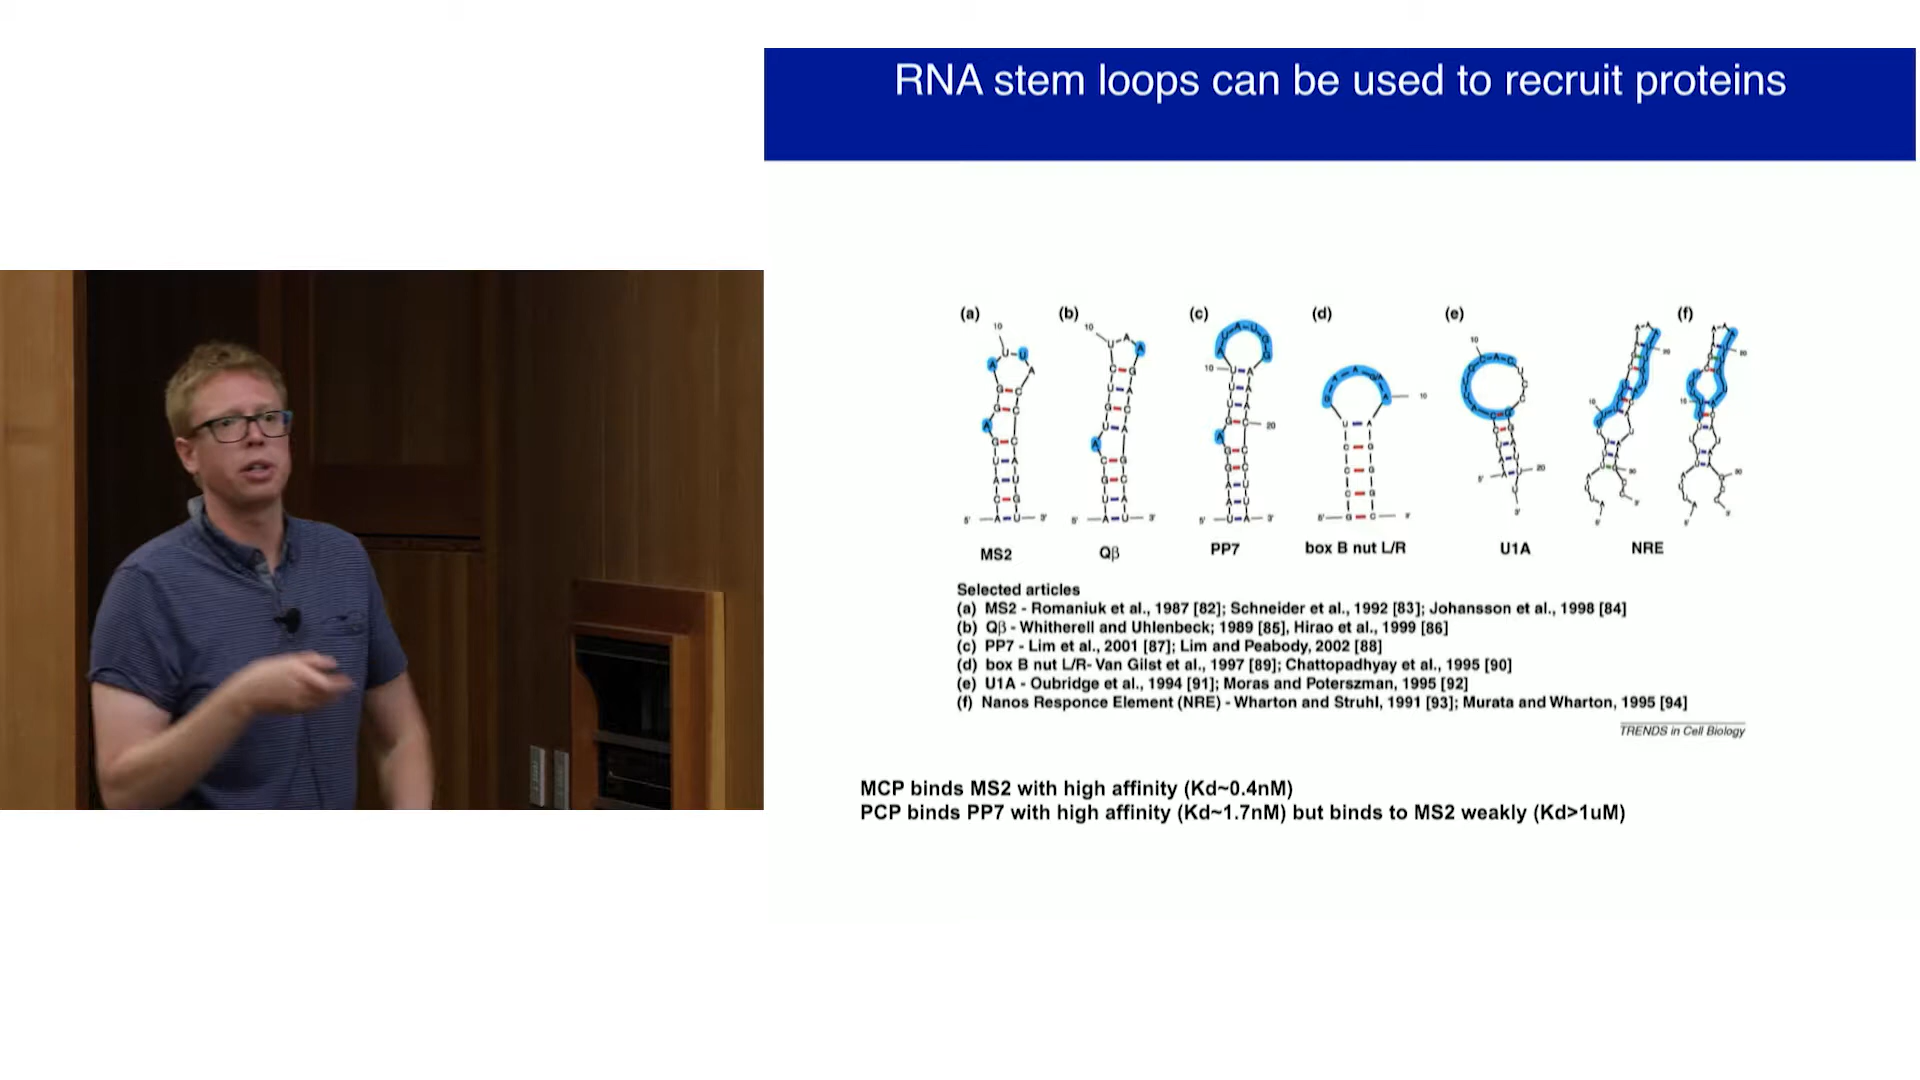 RNA stem loops can be used to recruit proteins
(a) (b) (c) (d) (e) (f)
MS2 Qβ PP7 box B nut L/R U1A NRE
Selected articles
(a) MS2 - Romaniuk et al., 1987 [82]; Schneider et al., 1992 [83]; Johansson et al., 1998 [84]
(b) Qβ - Whitherell and Uhlenbeck; 1989 [85], Hirao et al., 1999 [86]
(c) PP7 - Lim et al., 2001 [87]; Lim and Peabody, 2002 [88]
(d) box B nut L/R- Van Gilst et al., 1997 [89]; Chattopadhyay et al., 1995 [90]
(e) U1A - Oubridge et al., 1994 [91]; Moras and Poterszman, 1995 [92]
(f) Nanos Responce Element (NRE) - Wharton and Struhl, 1991 [93]; Murata and Wharton, 1995 [94]
TRENDS in Cell Biology
MCP binds MS2 with high affinity (Kd~0.4nM)
PCP binds PP7 with high affinity (Kd~1.7nM) but binds to MS2 weakly (Kd>1uM)